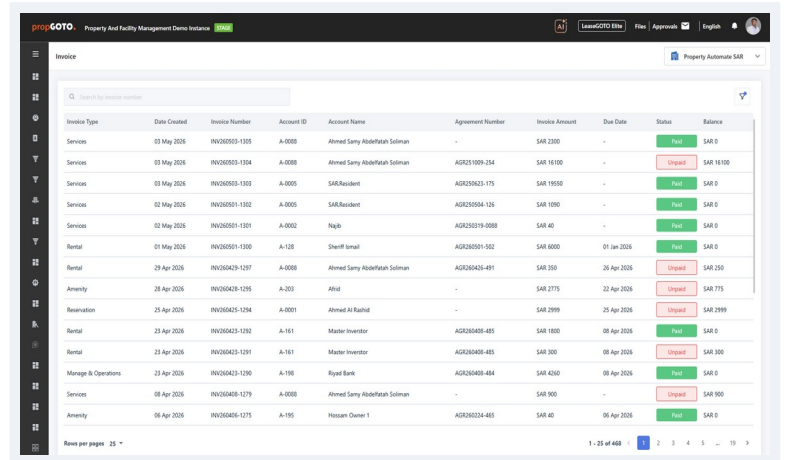 propGOTO. Property And Facility Management Demo Instance STAGE AI LeaseGOTO Elite Files Approvals English
Invoice Property Automate SAR
Search by invoice number
Invoice Type Date Created Invoice Number Account ID Account Name Agreement Number Invoice Amount Due Date Status Balance
Services 03 May 2026 INV260503-1305 A-0088 Ahmed Samy Abdelfatah Soliman - SAR 2300 - Paid SAR 0
Services 03 May 2026 INV260503-1304 A-0088 Ahmed Samy Abdelfatah Soliman AGR251009-254 SAR 16100 - Unpaid SAR 16100
Services 03 May 2026 INV260503-1303 A-0005 SAR.Resident AGR250623-175 SAR 19550 - Paid SAR 0
Services 02 May 2026 INV260501-1302 A-0005 SAR.Resident AGR250504-126 SAR 1090 - Paid SAR 0
Services 02 May 2026 INV260501-1301 A-0002 Najib AGR250319-0088 SAR 40 - Paid SAR 0
Rental 01 May 2026 INV260501-1300 A-128 Sheriff Ismail AGR260501-502 SAR 6000 01 Jan 2026 Paid SAR 0
Rental 29 Apr 2026 INV260429-1297 A-0088 Ahmed Samy Abdelfatah Soliman AGR260426-491 SAR 350 26 Apr 2026 Unpaid SAR 250
Amenity 28 Apr 2026 INV260428-1295 A-203 Afrid - SAR 2775 22 Apr 2026 Unpaid SAR 775
Reservation 25 Apr 2026 INV260425-1294 A-0001 Ahmed Al Rashid - SAR 2999 25 Apr 2026 Unpaid SAR 2999
Rental 23 Apr 2026 INV260423-1292 A-161 Master Inverstor AGR260408-485 SAR 1800 08 Apr 2026 Paid SAR 0
Rental 23 Apr 2026 INV260423-1291 A-161 Master Inverstor AGR260408-485 SAR 300 08 Apr 2026 Unpaid SAR 300
Manage & Operations 23 Apr 2026 INV260423-1290 A-198 Riyad Bank AGR260408-484 SAR 4260 08 Apr 2026 Paid SAR 0
Services 08 Apr 2026 INV260408-1279 A-0088 Ahmed Samy Abdelfatah Soliman - SAR 900 - Unpaid SAR 900
Amenity 06 Apr 2026 INV260406-1275 A-195 Hossam Owner 1 AGR260224-465 SAR 40 06 Apr 2026 Paid SAR 0
Rows per pages 25 1 - 25 of 468 < 1 2 3 4 5 ... 19 >